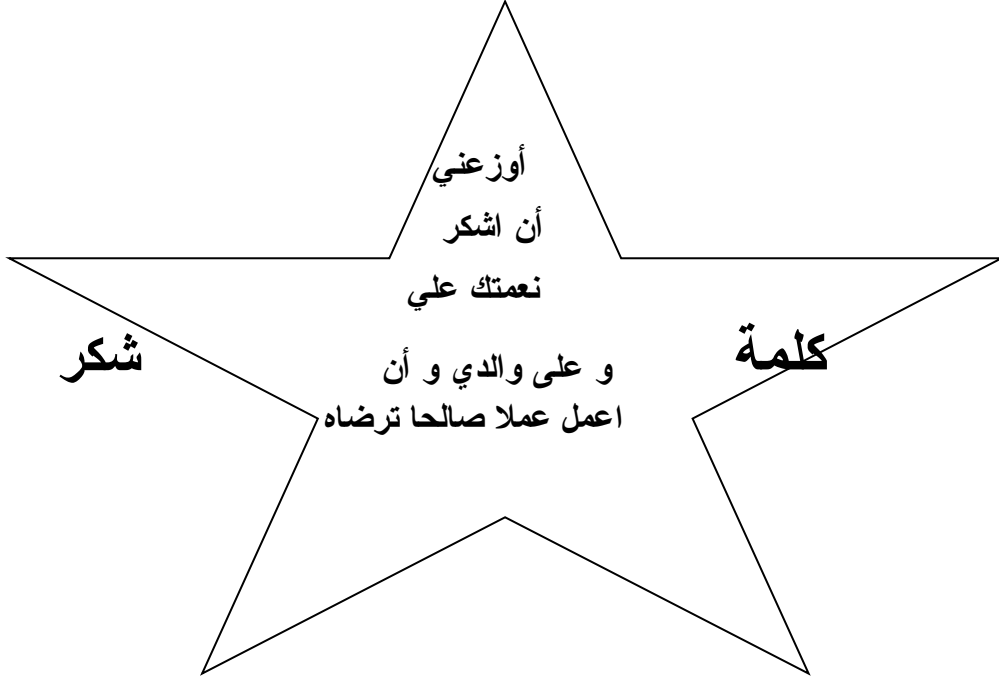 أوزعني
أن اشكر
نعمتك علي
كلمة
شكر
و على والدي و أن
اعمل عملا صالحا ترضاه